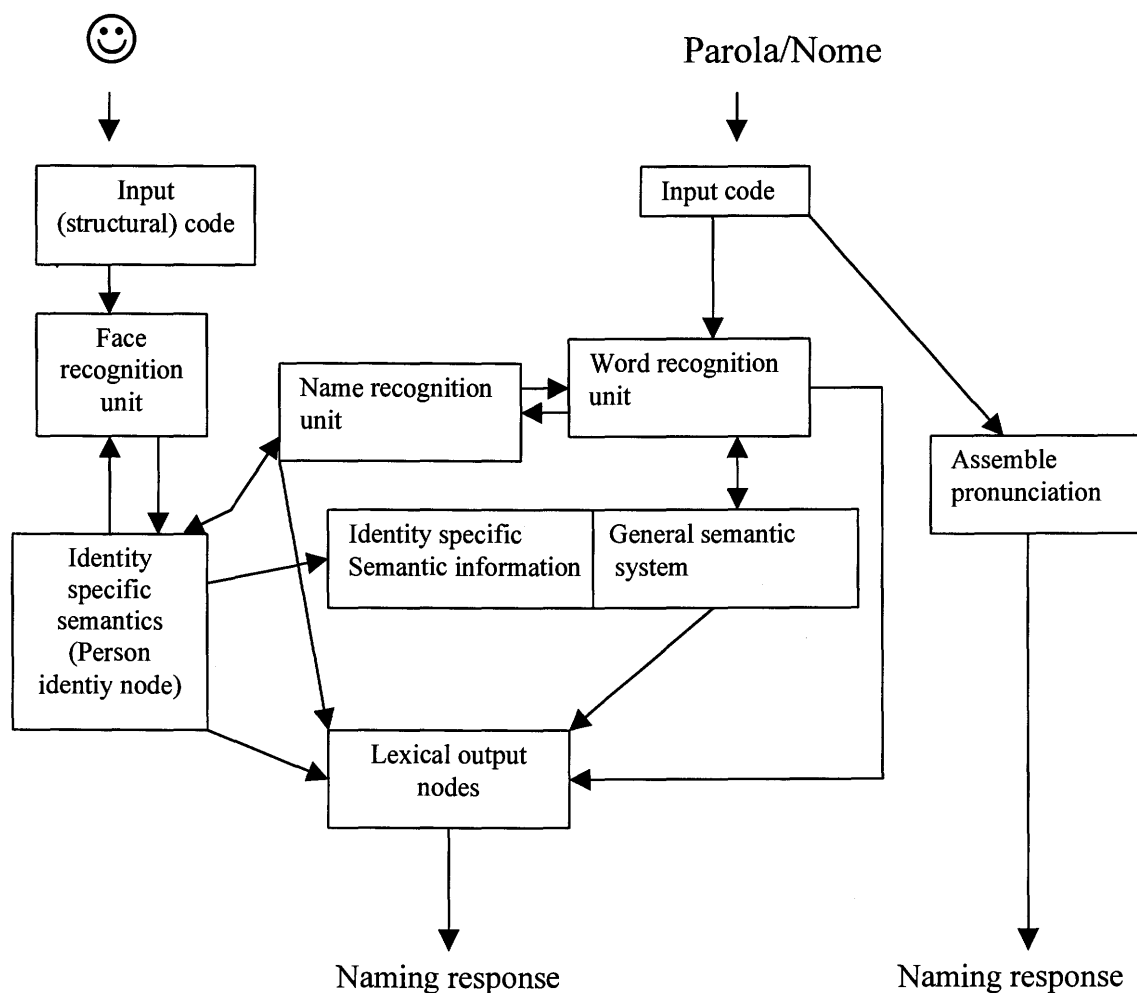 Parola/Nome
Input
(structural) code
Input code
Face
recognition
unit
Name recognition
unit
Word recognition
unit
Assemble
pronunciation
Identity
specific
semantics
(Person
identiy node)
Identity specific
Semantic information
General semantic
system
Lexical output
nodes
Naming response
Naming response